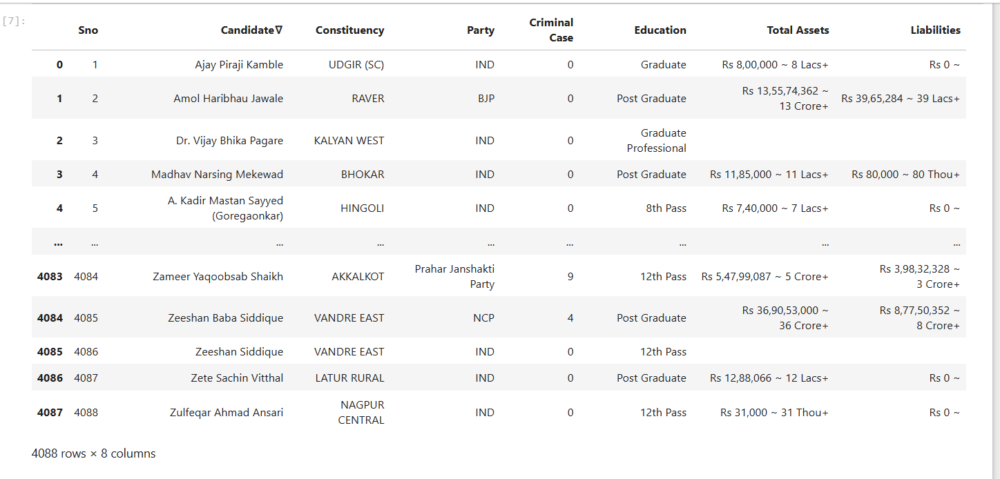 [7]:
Sno Candidate∇ Constituency Party Criminal Case Education Total Assets Liabilities
0 1 Ajay Piraji Kamble UDGIR (SC) IND 0 Graduate Rs 8,00,000 ~ 8 Lacs+ Rs 0 ~
1 2 Amol Haribhau Jawale RAVER BJP 0 Post Graduate Rs 13,55,74,362 ~ 13 Crore+ Rs 39,65,284 ~ 39 Lacs+
2 3 Dr. Vijay Bhika Pagare KALYAN WEST IND 0 Graduate Professional
3 4 Madhav Narsing Mekewad BHOKAR IND 0 Post Graduate Rs 11,85,000 ~ 11 Lacs+ Rs 80,000 ~ 80 Thou+
4 5 A. Kadir Mastan Sayyed (Goregaonkar) HINGOLI IND 0 8th Pass Rs 7,40,000 ~ 7 Lacs+ Rs 0 ~
... ... ... ... ... ... ... ... ...
4083 4084 Zameer Yaqoobsab Shaikh AKKALKOT Prahar Janshakti Party 9 12th Pass Rs 5,47,99,087 ~ 5 Crore+ Rs 3,98,32,328 ~ 3 Crore+
4084 4085 Zeeshan Baba Siddique VANDRE EAST NCP 4 Post Graduate Rs 36,90,53,000 ~ 36 Crore+ Rs 8,77,50,352 ~ 8 Crore+
4085 4086 Zeeshan Siddique VANDRE EAST IND 0 12th Pass
4086 4087 Zete Sachin Vitthal LATUR RURAL IND 0 Post Graduate Rs 12,88,066 ~ 12 Lacs+ Rs 0 ~
4087 4088 Zulfeqar Ahmad Ansari NAGPUR CENTRAL IND 0 12th Pass Rs 31,000 ~ 31 Thou+ Rs 0 ~
4088 rows × 8 columns